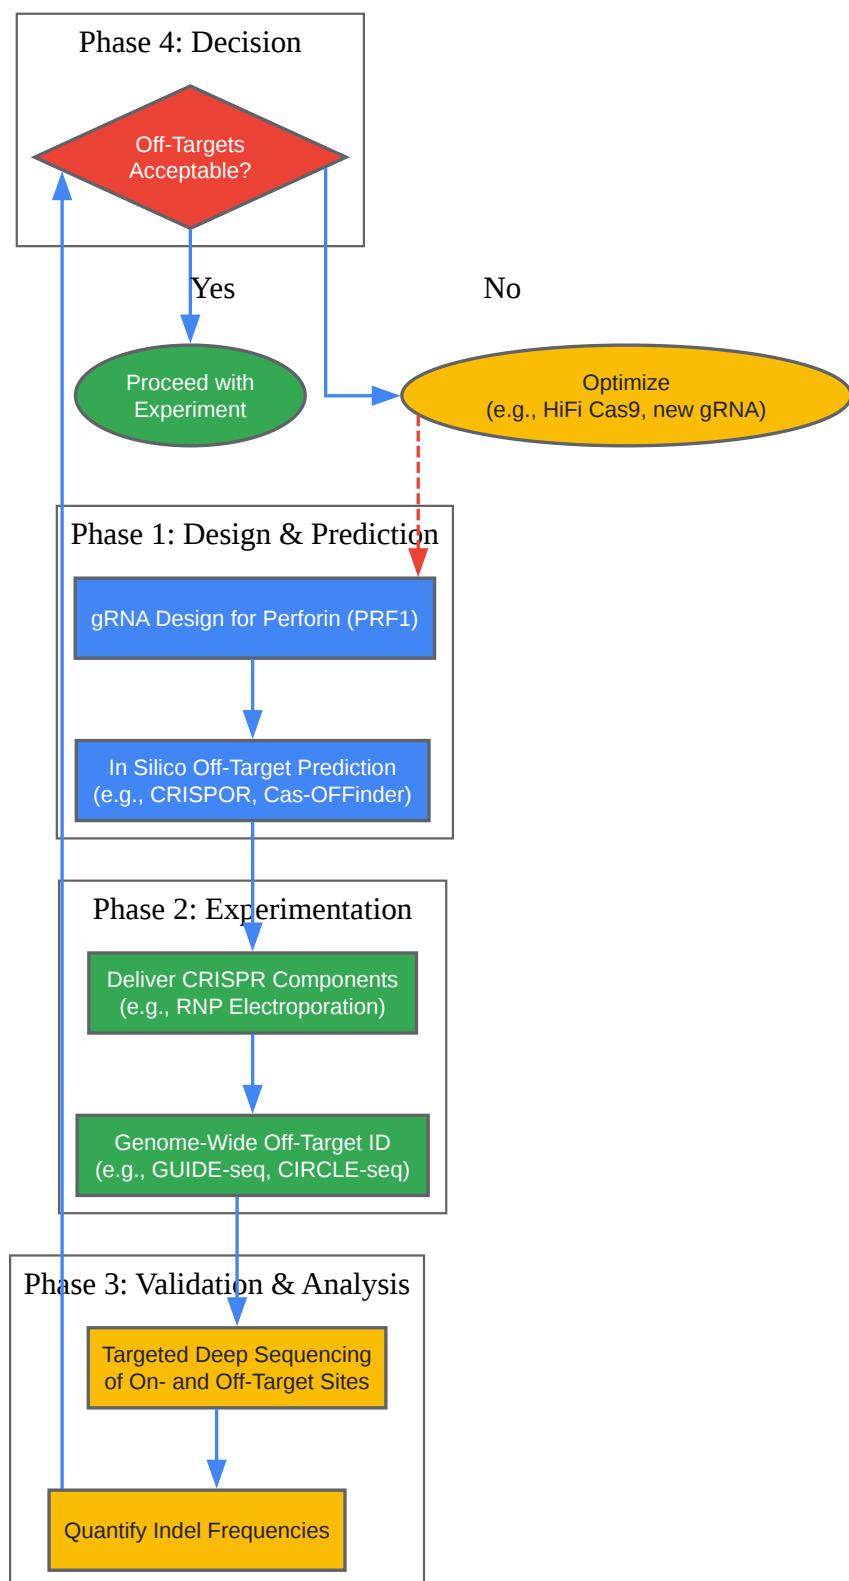 Phase 4: Decision
Off-Targets
Acceptable?
Yes
No
Proceed with
Experiment
Optimize
(e.g., HiFi Cas9, new gRNA)
Phase 1: Design & Prediction
gRNA Design for Perforin (PRF1)
In Silico Off-Target Prediction
(e.g., CRISPOR, Cas-OFFinder)
Phase 2: Experimentation
Deliver CRISPR Components
(e.g., RNP Electroporation)
Genome-Wide Off-Target ID
(e.g., GUIDE-seq, CIRCLE-seq)
Phase 3: Validation & Analysis
Targeted Deep Sequencing
of On- and Off-Target Sites
Quantify Indel Frequencies